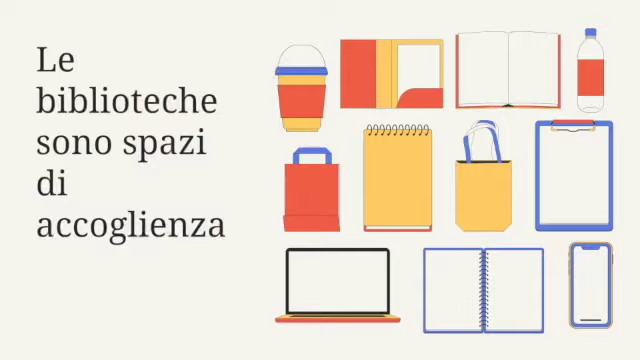 Le
biblioteche
sono spazi
di
accoglienza